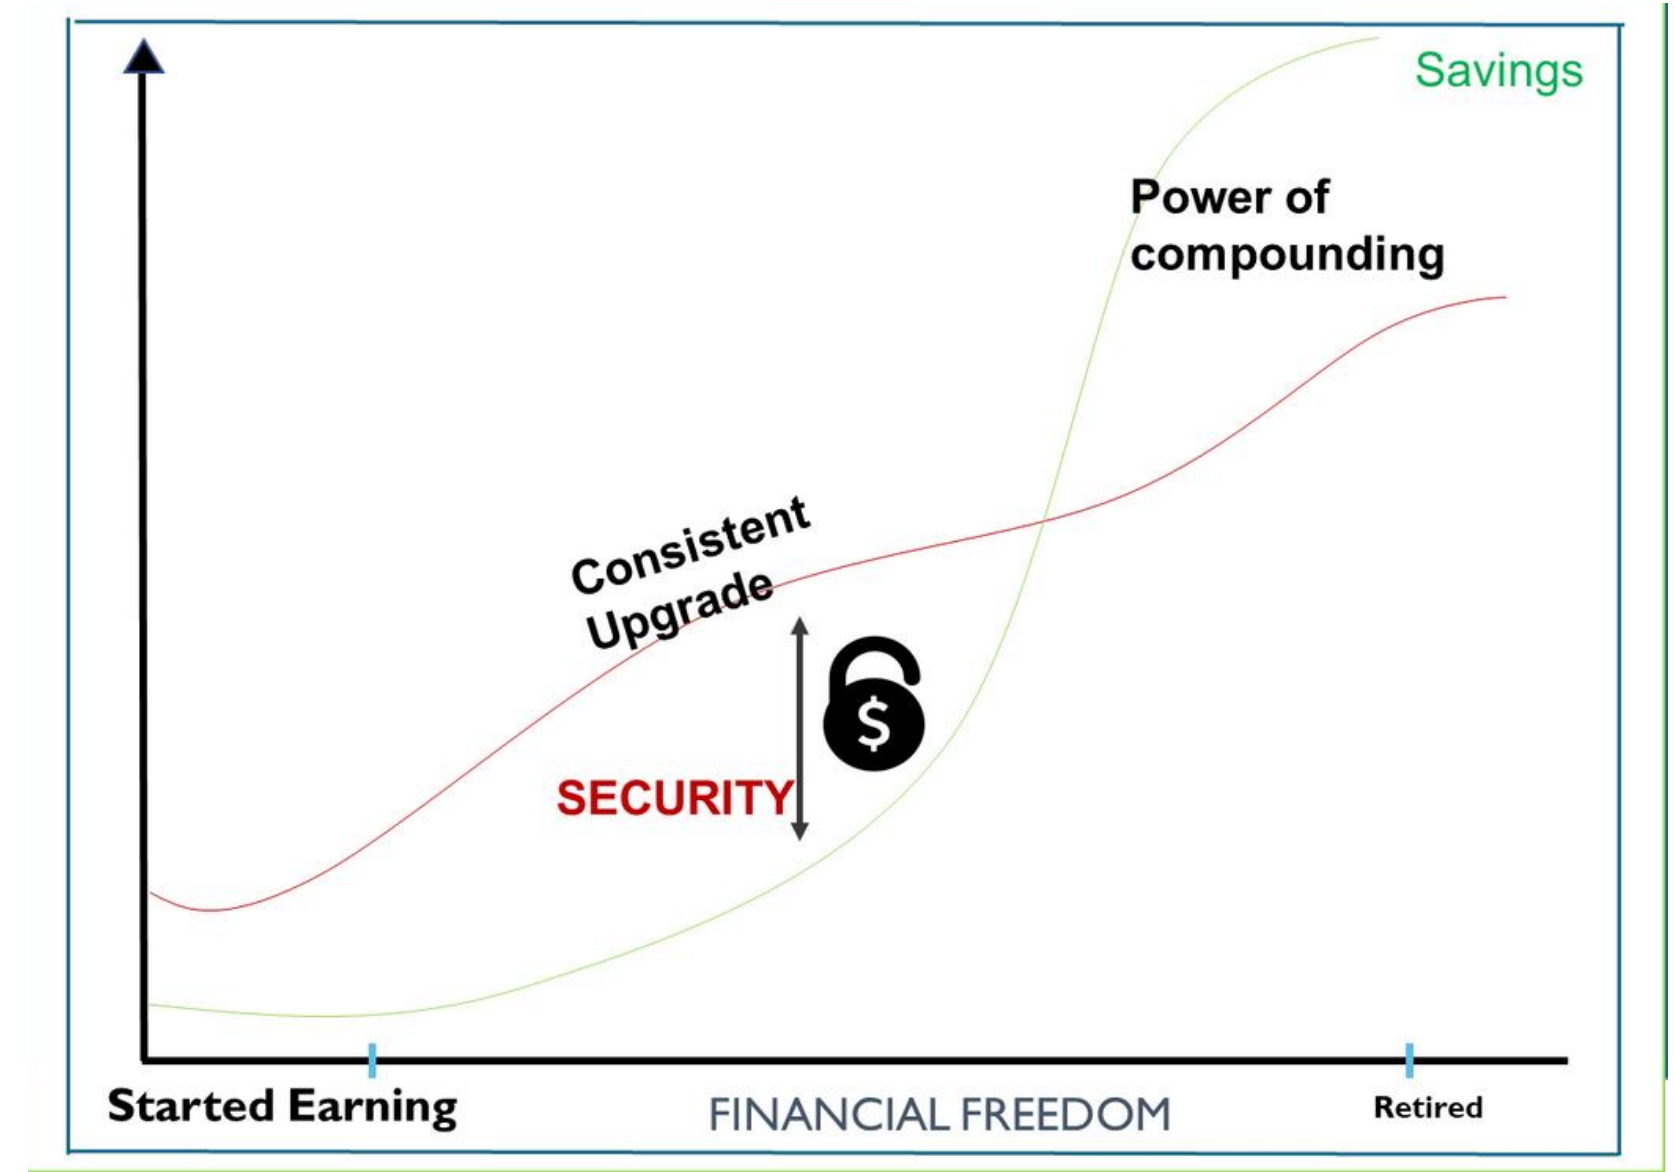 Savings
Power of
compounding
Consistent
Upgrade
$
SECURITY
Started Earning
FINANCIAL FREEDOM
Retired